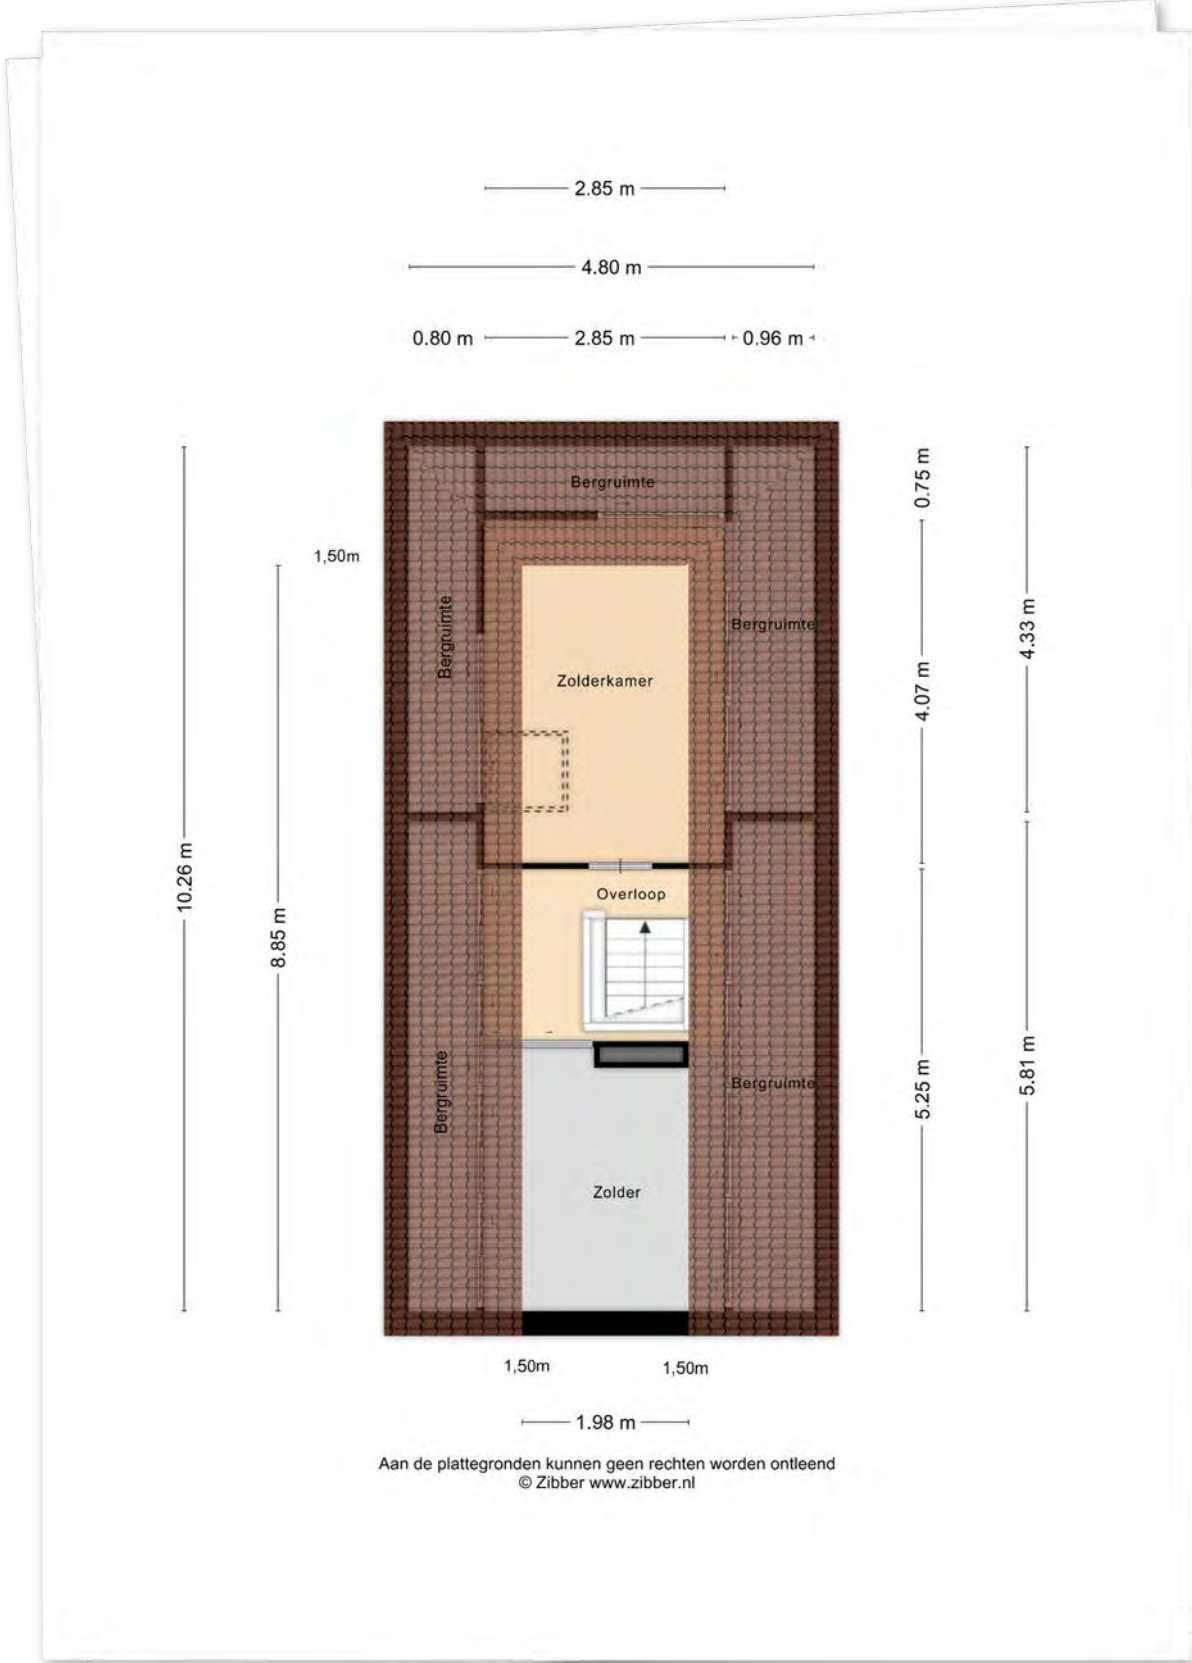 2.85 m
4.80 m
0.80 m
2.85 m
0.96 m
Bergruimte
0.75 m
1,50m
Bergruimte
Bergruimte
4.33 m
Zolderkamer
4.07 m
10.26 m
8.85 m
Overloop
Bergruimte
Bergruimte
5.25 m
5.81 m
Zolder
1,50m
1,50m
1.98 m
Aan de plattegronden kunnen geen rechten worden ontleend
© Zibber www.zibber.nl